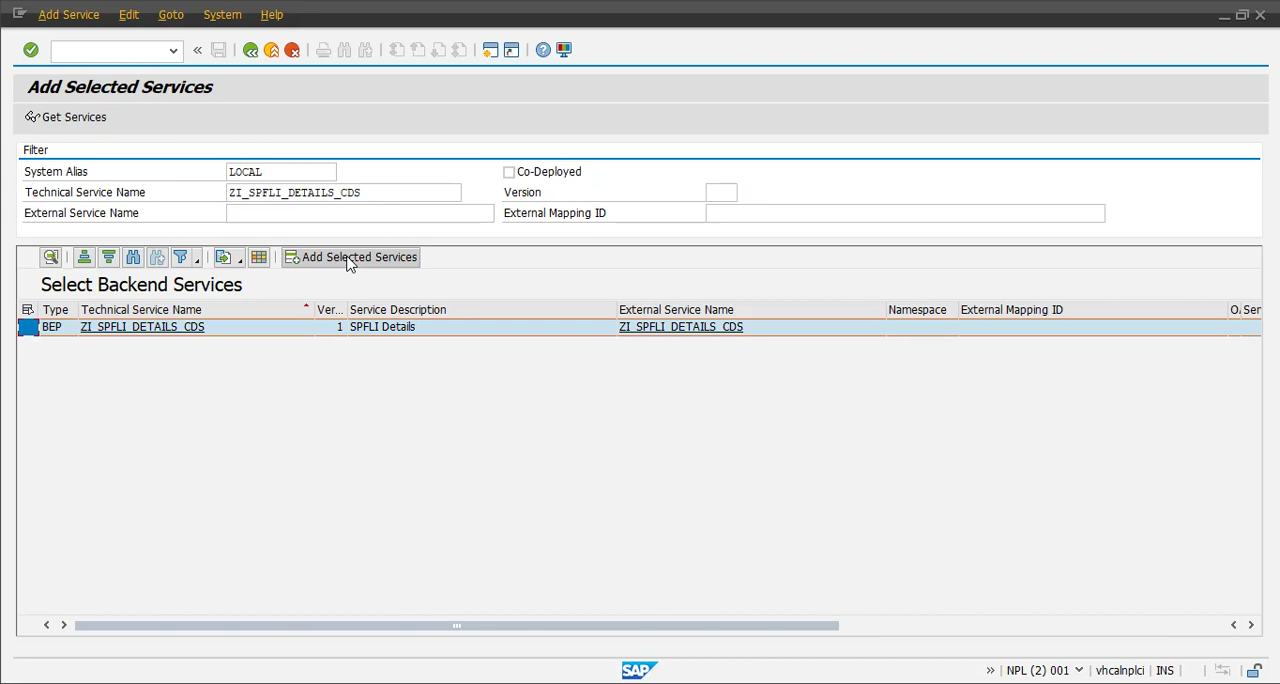 Add Service Edit Goto System Help
Add Selected Services
Get Services
Filter
System Alias LOCAL Co-Deployed
Technical Service Name ZI_SPFLI_DETAILS_CDS Version
External Service Name External Mapping ID
Add Selected Services
Select Backend Services
Type Technical Service Name Ver... Service Description External Service Name Namespace External Mapping ID O. Ser
BEP ZI_SPFLI_DETAILS_CDS 1 SPFLI Details ZI_SPFLI_DETAILS_CDS
SAP NPL (2) 001 vhcalnplci INS